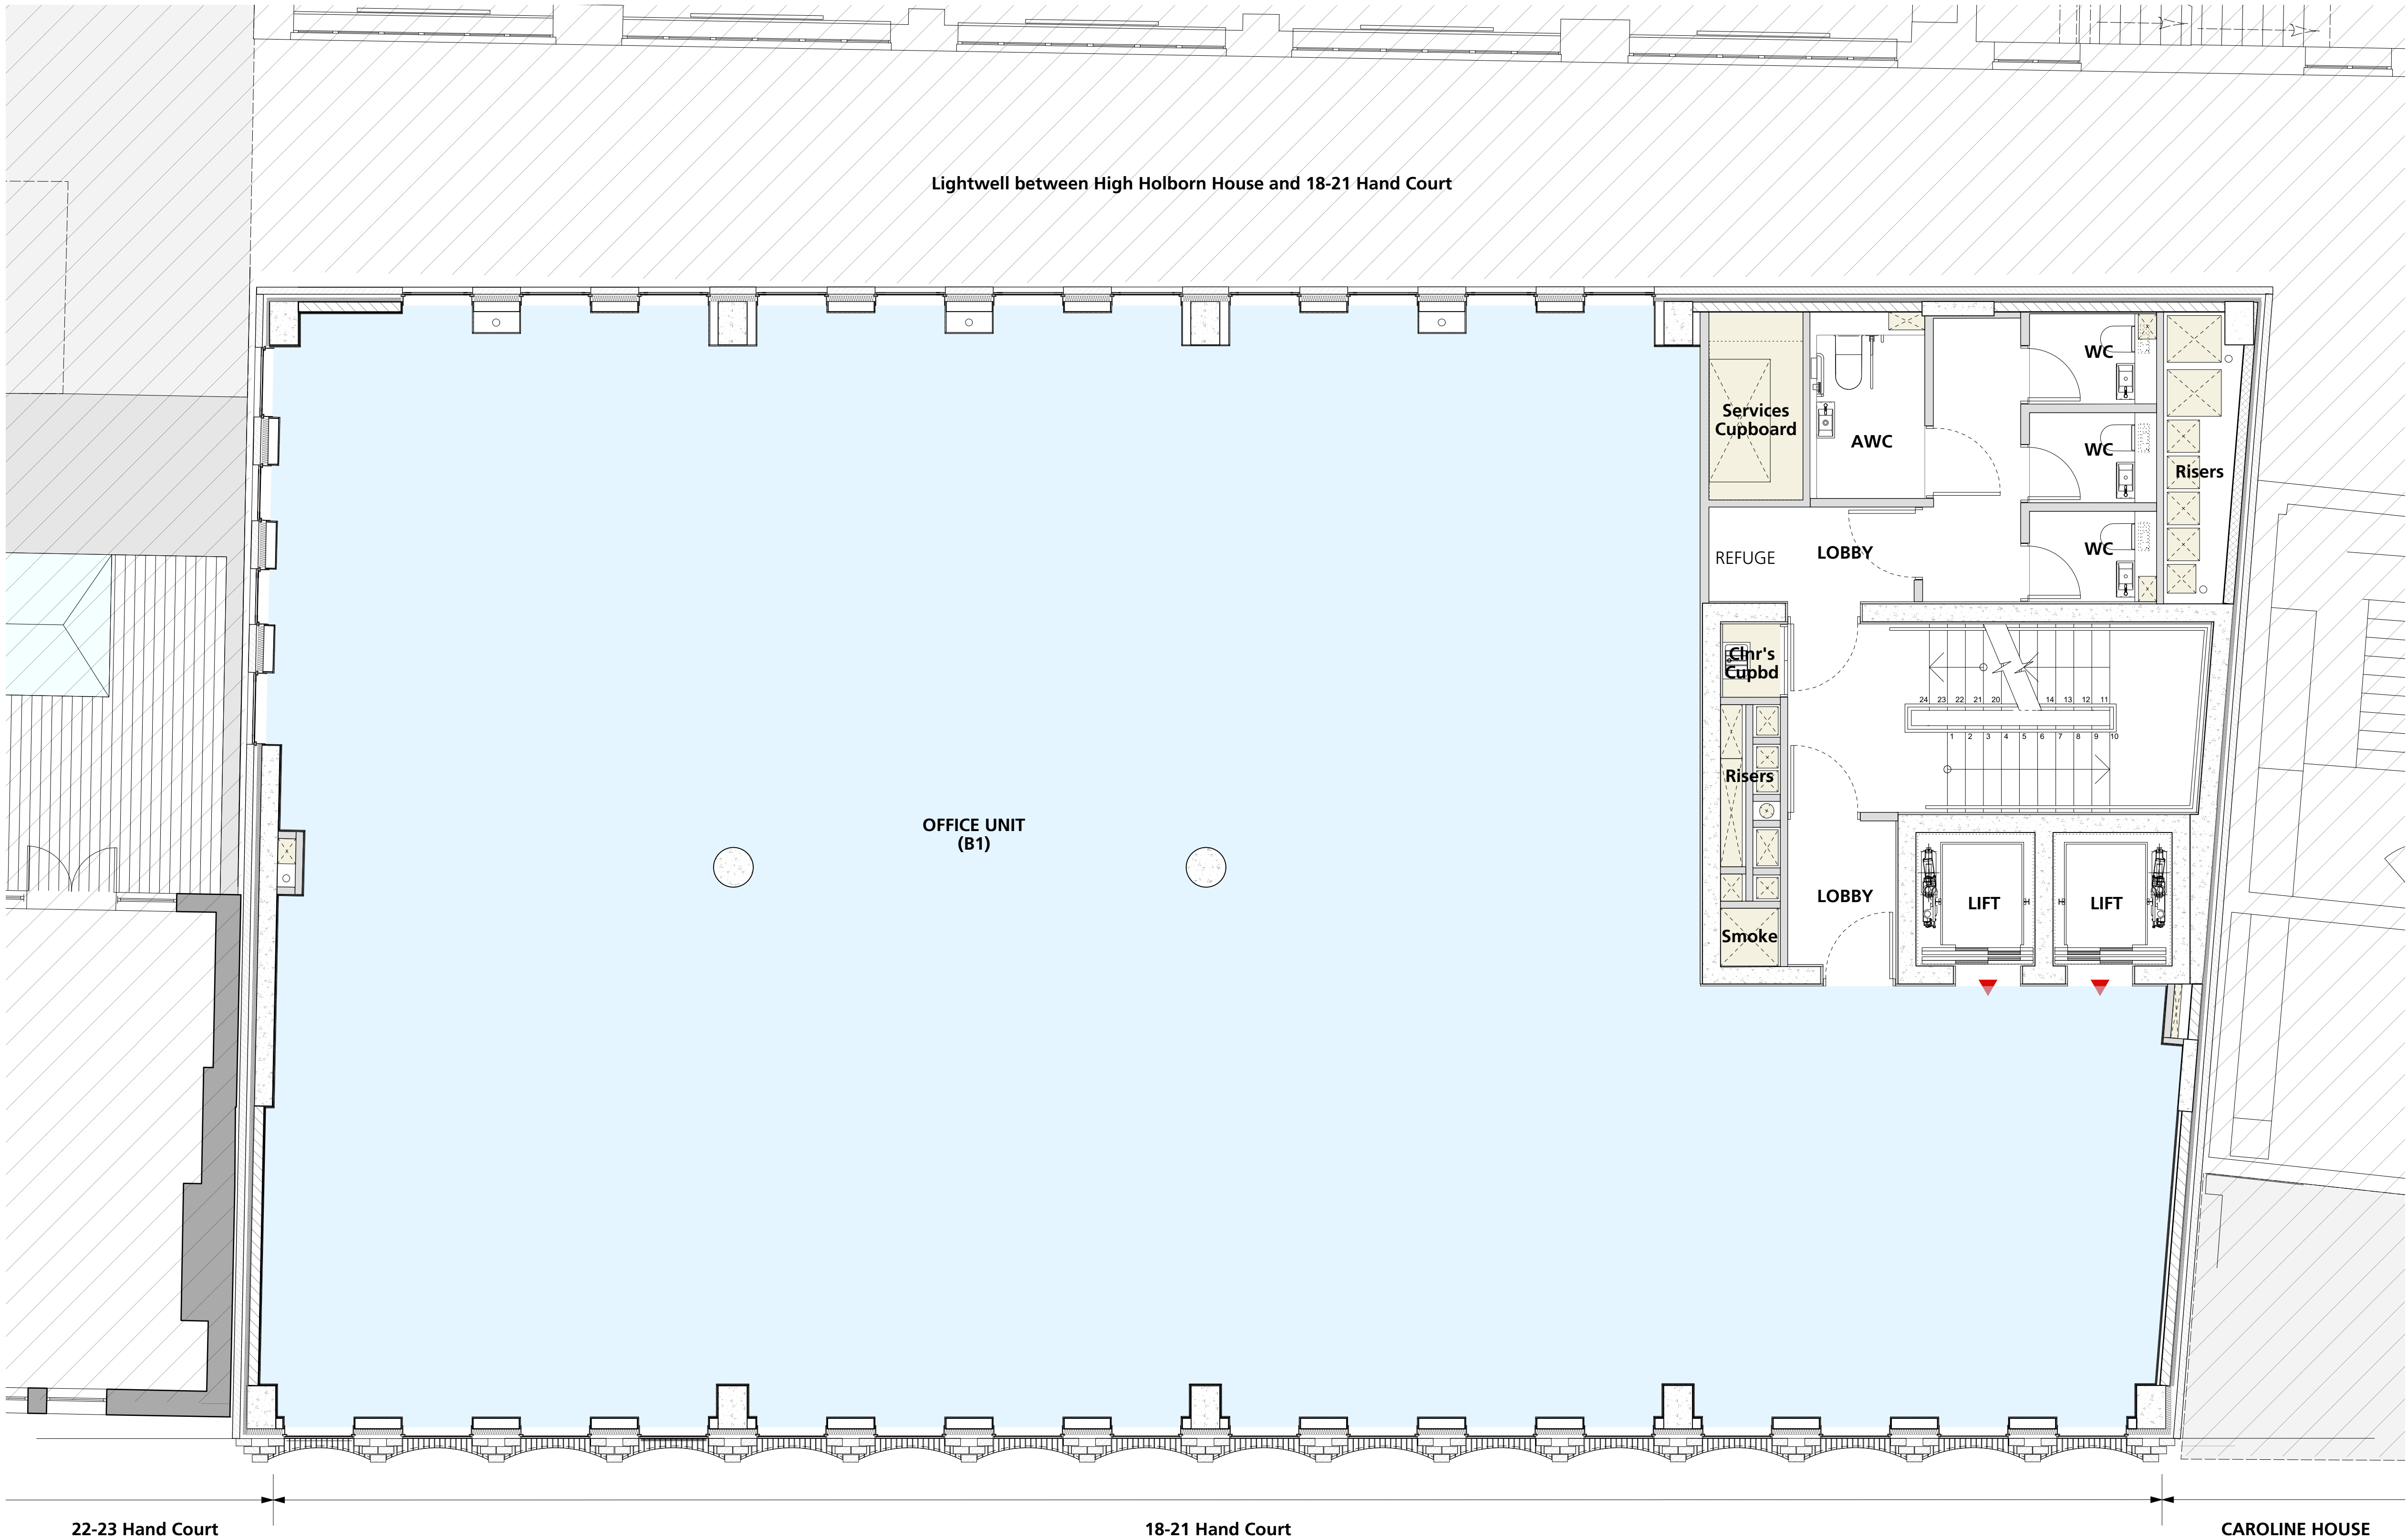 Lightwell between High Holborn House and 18-21 Hand Court
WC
Services
Cupboard
AWC
WC
Risers
REFUGE
LOBBY
WC
Clnr's
Cupbd
24 23 22 21 20 14 13 12 11
1 2 3 4 5 6 7 8 9 10
Risers
OFFICE UNIT
(B1)
LOBBY
LIFT
LIFT
Smoke
22-23 Hand Court
18-21 Hand Court
CAROLINE HOUSE